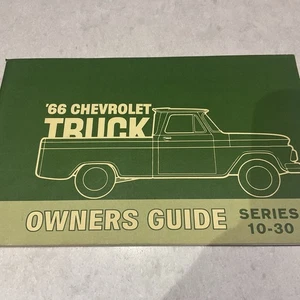 '66 CHEVROLET
TRUCK
OWNERS GUIDE
SERIES
10-30